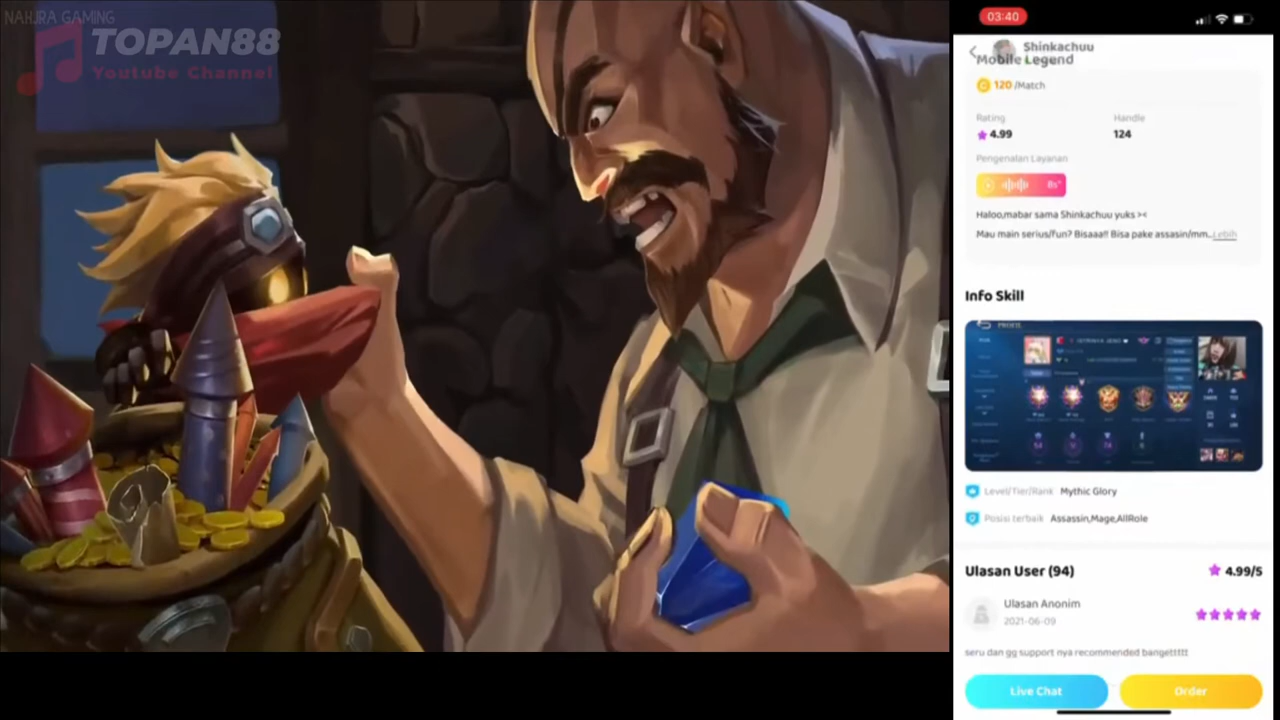 NAHJRA GAMING
TOPAN88
Youtube Channel
03:40
Shinkachuu
Mobile Legend
120 /Match
Rating
Handle
4.99
124
Pengenalan Layanan
8s"
Haloo,mabar sama Shinkachuu yuks ><
Mau main serius/fun? Bisaaa!! Bisa pake assasin/mm...Lebih
Info Skill
PROFIL
Level/Tier/Rank Mythic Glory
Posisi terbaik Assassin,Mage,AllRole
Ulasan User (94)
4.99/5
Ulasan Anonim
2021-06-09
seru dan gg support nya recommended bangetttttt
Live Chat
Order